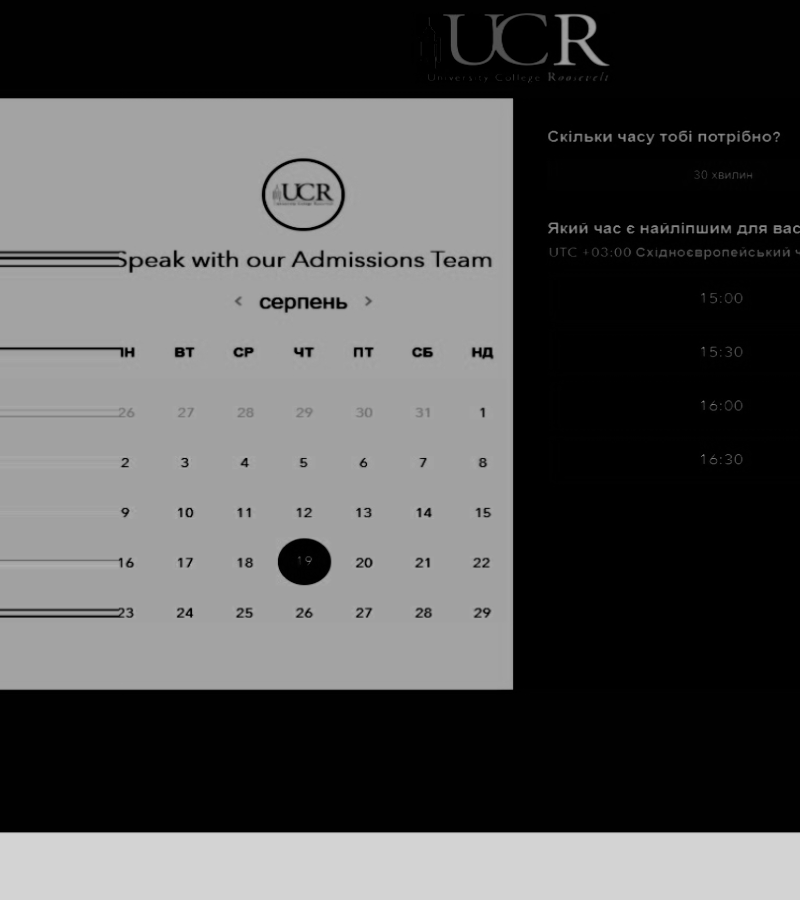 UCR
University College Roosevelt
UCR
Speak with our Admissions Team
< серпень >
ПН ВТ СР ЧТ ПТ СБ НД
26 27 28 29 30 31 1
2 3 4 5 6 7 8
9 10 11 12 13 14 15
16 17 18 19 20 21 22
23 24 25 26 27 28 29
Скільки часу тобі потрібно?
30 хвилин
Який час є найліпшим для вас
UTC +03:00 Східноєвропейський ч
15:00
15:30
16:00
16:30